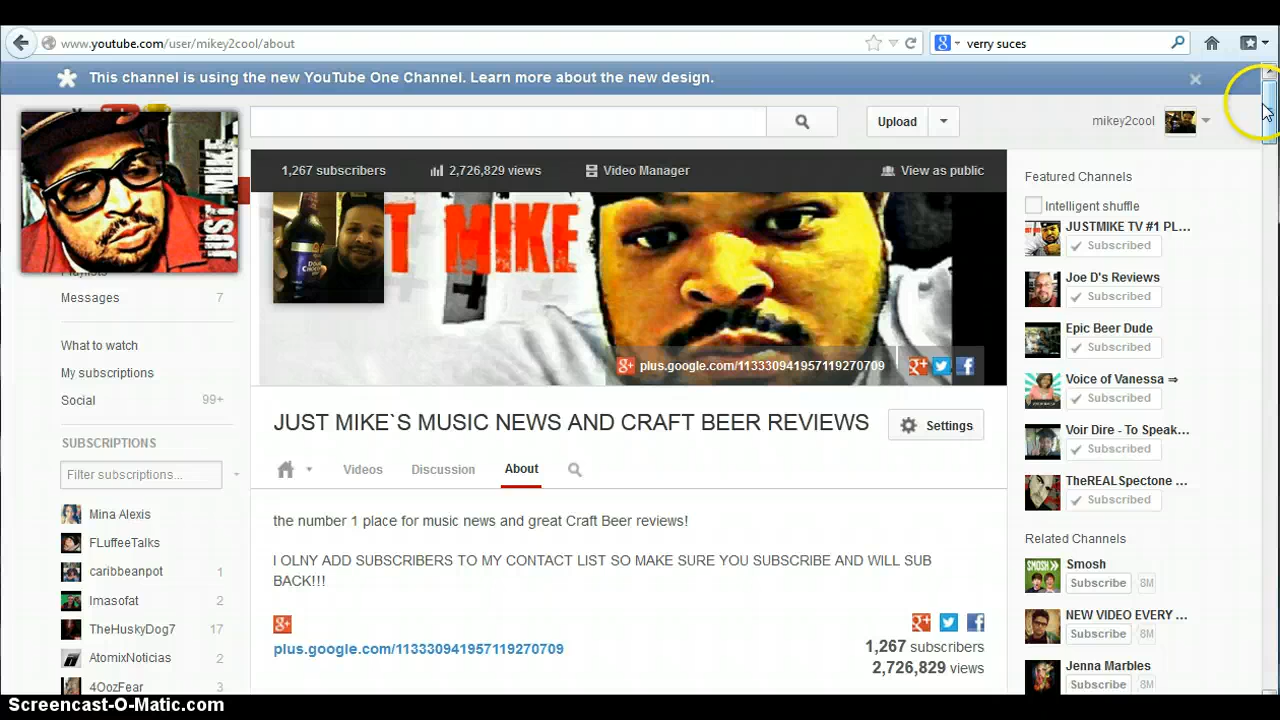 www.youtube.com/user/mikey2cool/about
verry suces
This channel is using the new YouTube One Channel. Learn more about the new design.
Upload
mikey2cool
JUST MIKE
1,267 subscribers
2,726,829 views
Video Manager
View as public
T MIKE
plus.google.com/113330941957119270709
Playlists
Messages 7
What to watch
My subscriptions
Social 99+
SUBSCRIPTIONS
Filter subscriptions...
Mina Alexis
FLuffeeTalks
caribbeanpot 1
Imasofat 2
TheHuskyDog7 17
AtomixNoticias 2
4OozFear 3
JUST MIKE`S MUSIC NEWS AND CRAFT BEER REVIEWS
Settings
Videos
Discussion
About
the number 1 place for music news and great Craft Beer reviews!
I OLNY ADD SUBSCRIBERS TO MY CONTACT LIST SO MAKE SURE YOU SUBSCRIBE AND WILL SUB
BACK!!!
plus.google.com/113330941957119270709
1,267 subscribers
2,726,829 views
Featured Channels
Intelligent shuffle
JUSTMIKE TV #1 PL...
Subscribed
Joe D's Reviews
Subscribed
Epic Beer Dude
Subscribed
Voice of Vanessa ⇒
Subscribed
Voir Dire - To Speak...
Subscribed
TheREAL Spectone ...
Subscribed
Related Channels
SMOSH
Smosh
Subscribe 8M
NEW VIDEO EVERY ...
Subscribe 8M
Jenna Marbles
Subscribe 8M
Screencast-O-Matic.com